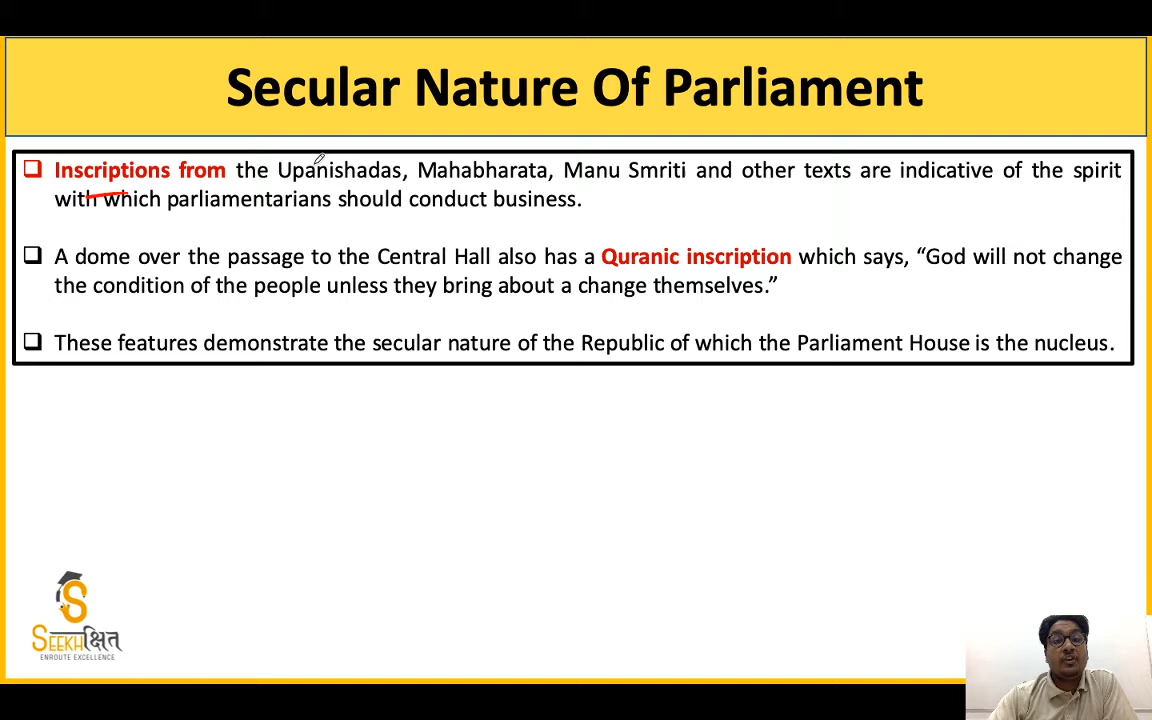 Secular Nature Of Parliament
Inscriptions from the Upanishadas, Mahabharata, Manu Smriti and other texts are indicative of the spirit
with which parliamentarians should conduct business.
A dome over the passage to the Central Hall also has a Quranic inscription which says, “God will not change
the condition of the people unless they bring about a change themselves.”
These features demonstrate the secular nature of the Republic of which the Parliament House is the nucleus.
SEEKHक्षित
ENROUTE EXCELLENCE